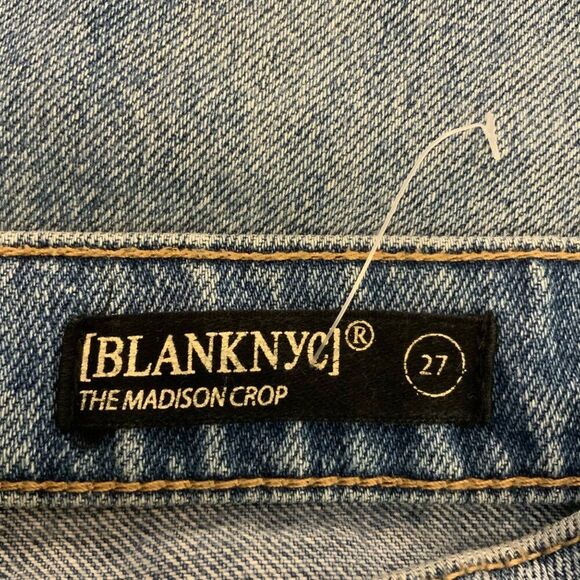 [BLANKNYC]®
27
THE MADISON CROP